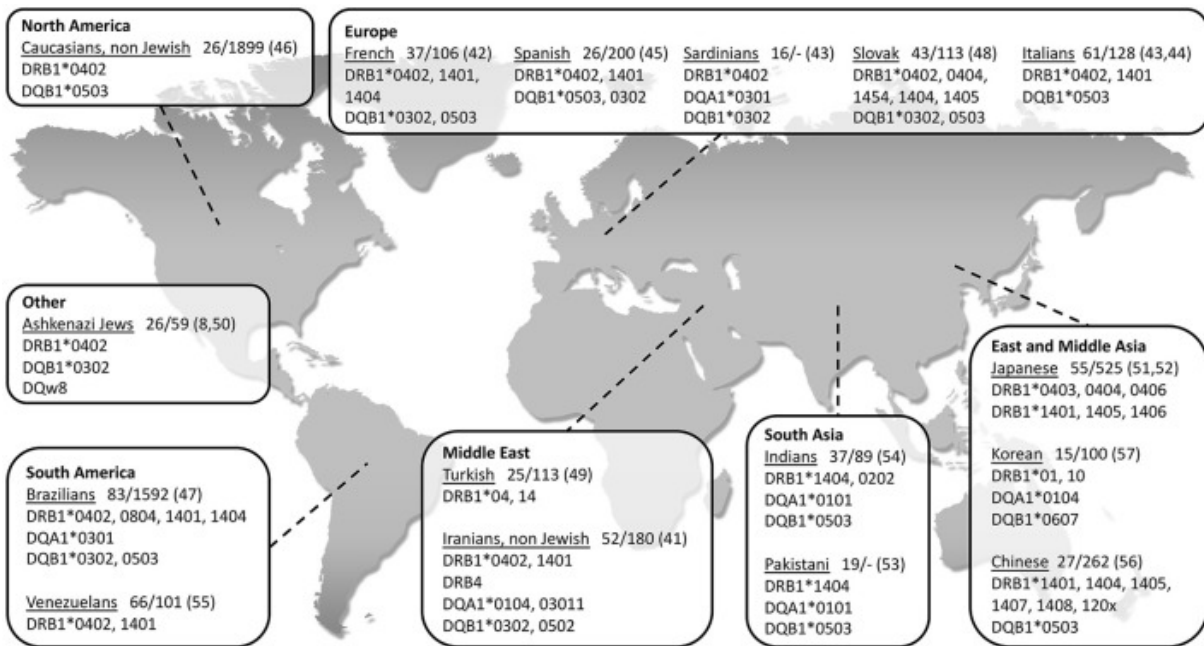 North America
Caucasians, non Jewish 26/1899 (46)
DRB1*0402
DQB1*0503
Europe
French 37/106 (42)
DRB1*0402, 1401,
1404
DQB1*0302, 0503
Spanish 26/200 (45)
DRB1*0402, 1401
DQB1*0503, 0302
Sardinians 16/- (43)
DRB1*0402
DQA1*0301
DQB1*0302
Slovak 43/113 (48)
DRB1*0402, 0404,
1454, 1404, 1405
DQB1*0302, 0503
Italians 61/128 (43,44)
DRB1*0402, 1401
DQB1*0503
Other
Ashkenazi Jews 26/59 (8,50)
DRB1*0402
DQB1*0302
DQw8
South America
Brazilians 83/1592 (47)
DRB1*0402, 0804, 1401, 1404
DQA1*0301
DQB1*0302, 0503
Venezuelans 66/101 (55)
DRB1*0402, 1401
Middle East
Turkish 25/113 (49)
DRB1*04, 14
Iranians, non Jewish 52/180 (41)
DRB1*0402, 1401
DRB4
DQA1*0104, 03011
DQB1*0302, 0502
South Asia
Indians 37/89 (54)
DRB1*1404, 0202
DQA1*0101
DQB1*0503
Pakistani 19/- (53)
DRB1*1404
DQA1*0101
DQB1*0503
East and Middle Asia
Japanese 55/525 (51,52)
DRB1*0403, 0404, 0406
DRB1*1401, 1405, 1406
Korean 15/100 (57)
DRB1*01, 10
DQA1*0104
DQB1*0607
Chinese 27/262 (56)
DRB1*1401, 1404, 1405,
1407, 1408, 120x
DQB1*0503